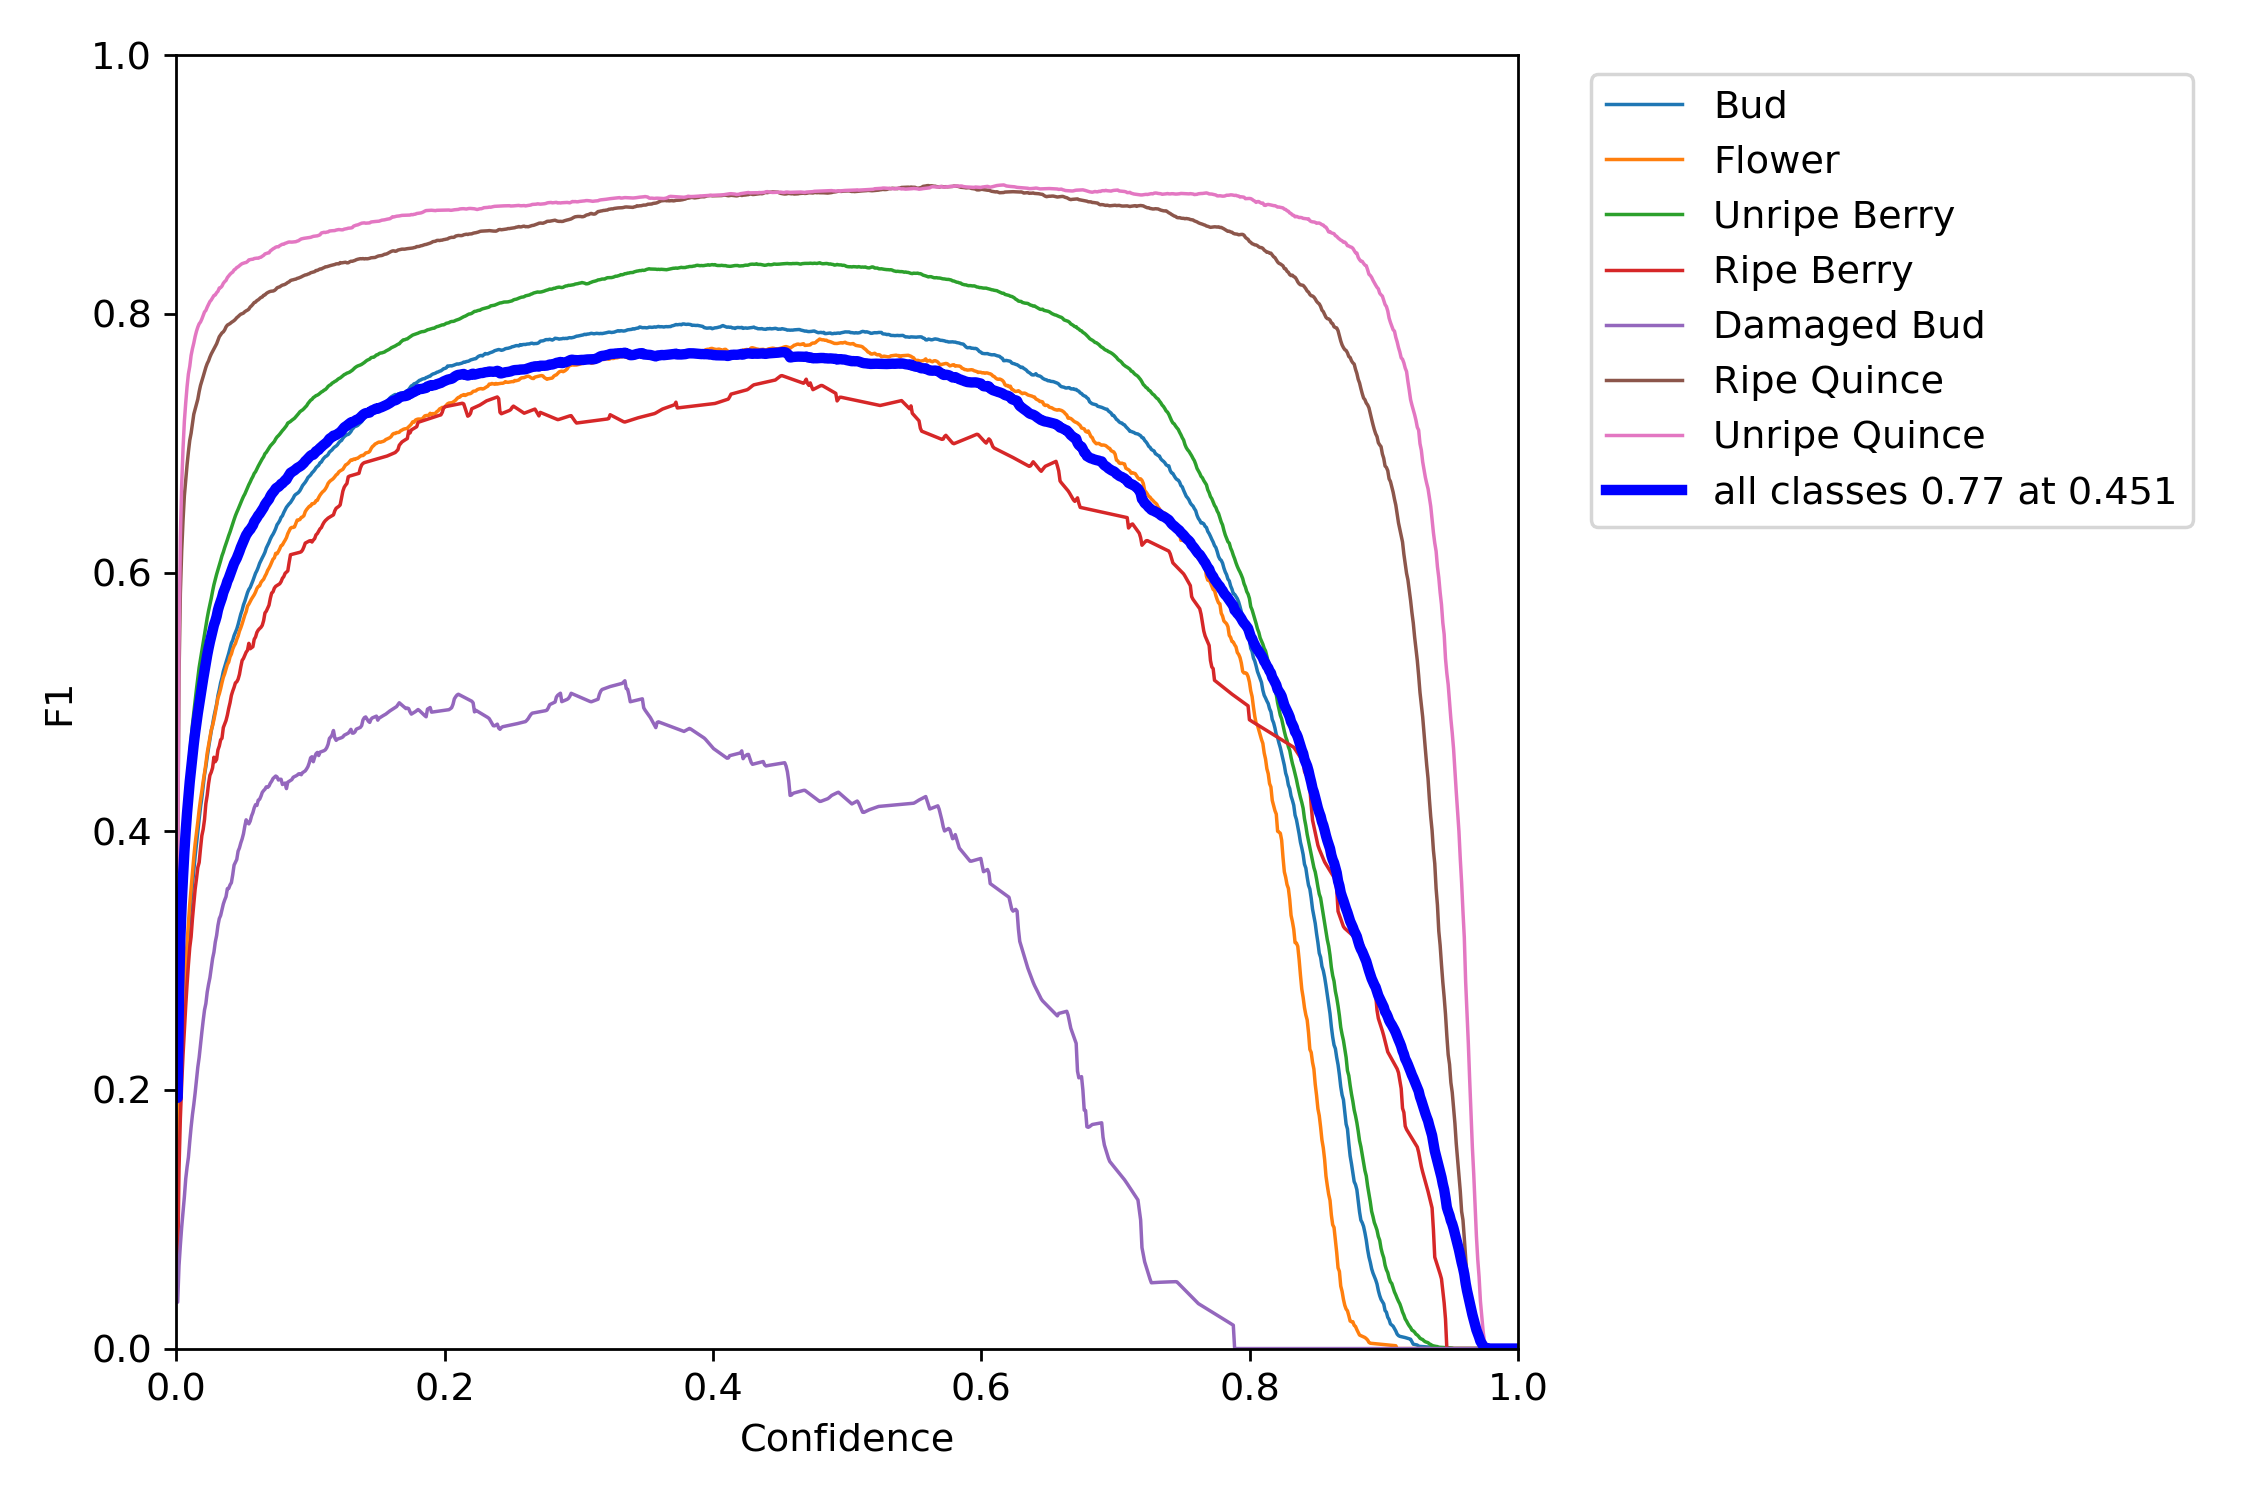 1.0
0.8
0.6
0.4
0.2
0.0
F1
0.0 0.2 0.4 0.6 0.8 1.0
Confidence
Bud
Flower
Unripe Berry
Ripe Berry
Damaged Bud
Ripe Quince
Unripe Quince
all classes 0.77 at 0.451